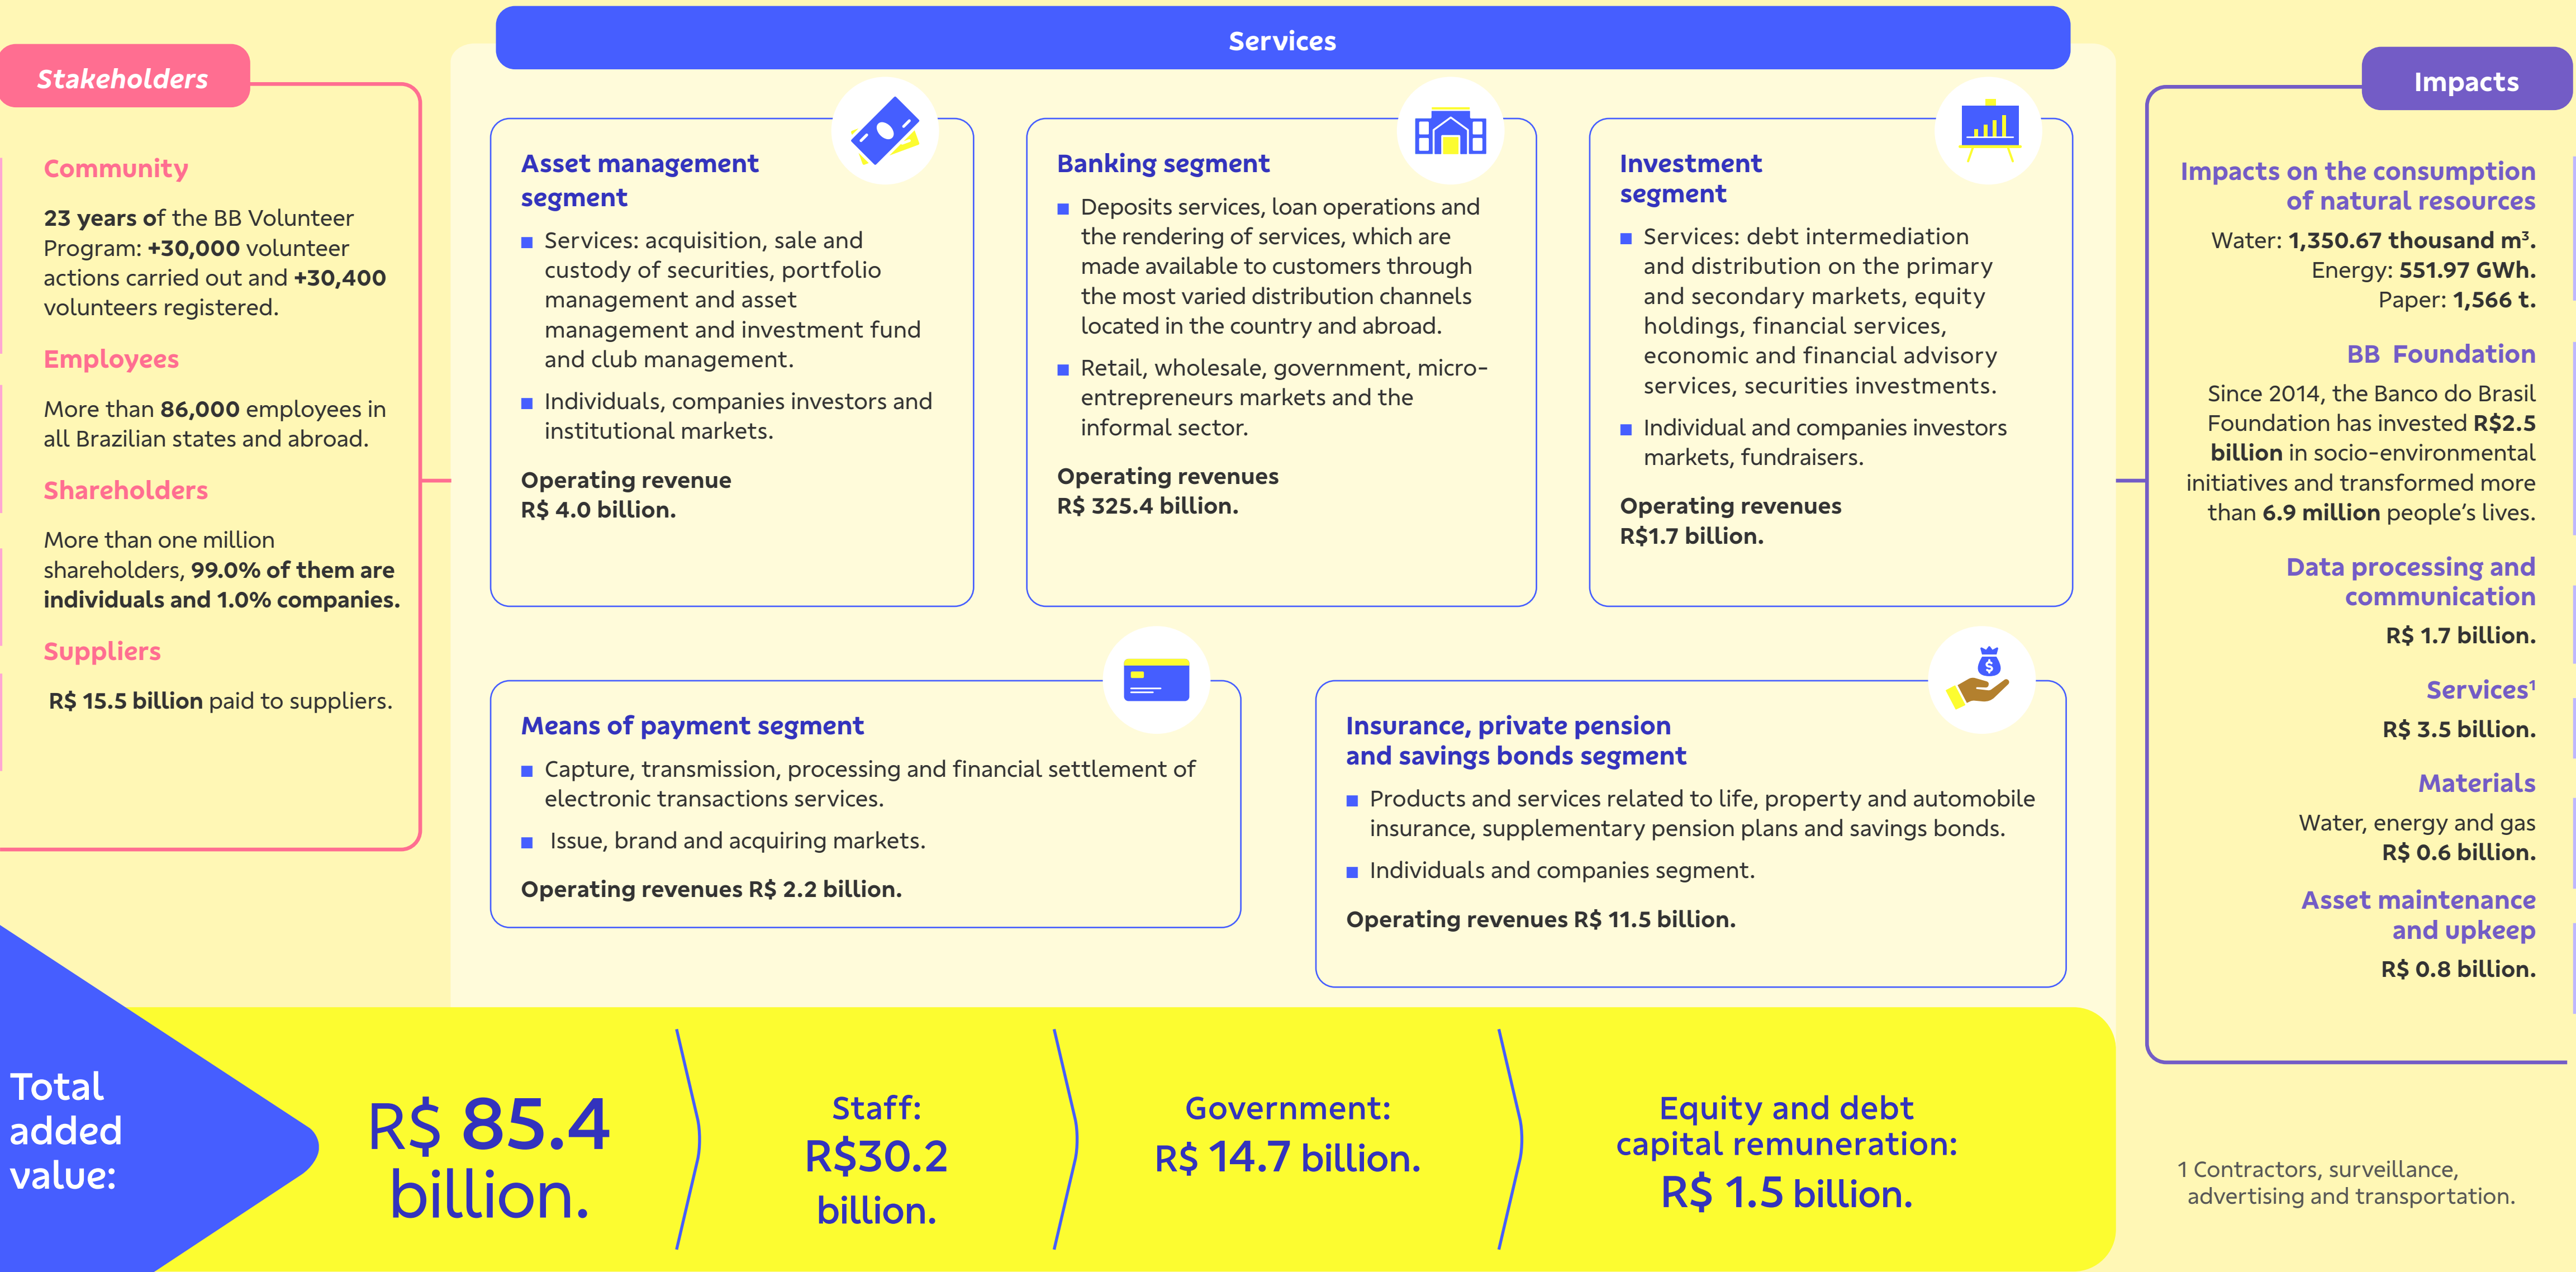 Services
Stakeholders
Community
23 years of the BB Volunteer
Program: +30,000 volunteer
actions carried out and +30,400
volunteers registered.
Employees
More than 86,000 employees in
all Brazilian states and abroad.
Shareholders
More than one million
shareholders, 99.0% of them are
individuals and 1.0% companies.
Suppliers
R$ 15.5 billion paid to suppliers.
Asset management
segment
■ Services: acquisition, sale and
custody of securities, portfolio
management and asset
management and investment fund
and club management.
■ Individuals, companies investors and
institutional markets.
Operating revenue
R$ 4.0 billion.
Banking segment
■ Deposits services, loan operations and
the rendering of services, which are
made available to customers through
the most varied distribution channels
located in the country and abroad.
■ Retail, wholesale, government, micro-
entrepreneurs markets and the
informal sector.
Operating revenues
R$ 325.4 billion.
Investment
segment
■ Services: debt intermediation
and distribution on the primary
and secondary markets, equity
holdings, financial services,
economic and financial advisory
services, securities investments.
■ Individual and companies investors
markets, fundraisers.
Operating revenues
R$1.7 billion.
Means of payment segment
■ Capture, transmission, processing and financial settlement of
electronic transactions services.
■ Issue, brand and acquiring markets.
Operating revenues R$ 2.2 billion.
Insurance, private pension
and savings bonds segment
■ Products and services related to life, property and automobile
insurance, supplementary pension plans and savings bonds.
■ Individuals and companies segment.
Operating revenues R$ 11.5 billion.
Impacts
Impacts on the consumption
of natural resources
Water: 1,350.67 thousand m³.
Energy: 551.97 GWh.
Paper: 1,566 t.
BB Foundation
Since 2014, the Banco do Brasil
Foundation has invested R$2.5
billion in socio-environmental
initiatives and transformed more
than 6.9 million people's lives.
Data processing and
communication
R$ 1.7 billion.
Services¹
R$ 3.5 billion.
Materials
Water, energy and gas
R$ 0.6 billion.
Asset maintenance
and upkeep
R$ 0.8 billion.
Total
added
value:
R$ 85.4
billion.
Staff:
R$30.2
billion.
Government:
R$ 14.7 billion.
Equity and debt
capital remuneration:
R$ 1.5 billion.
1 Contractors, surveillance,
advertising and transportation.